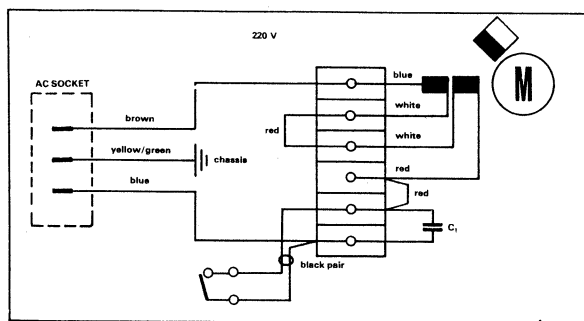 220 V
AC SOCKET
brown
yellow/green
chassis
blue
blue
white
red
white
red
red
C₁
black pair
M